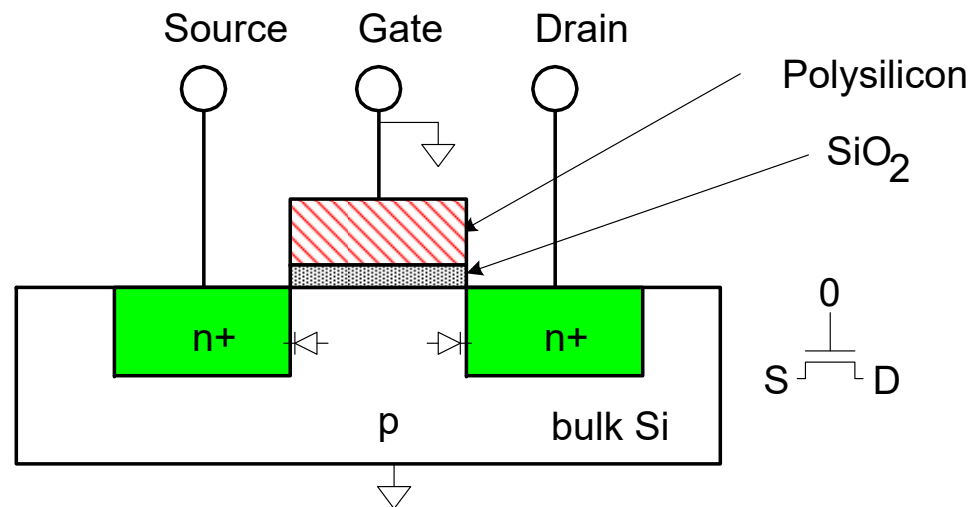 Source
Gate
Drain
Polysilicon
SiO2
n+
n+
0
S
D
p
bulk Si